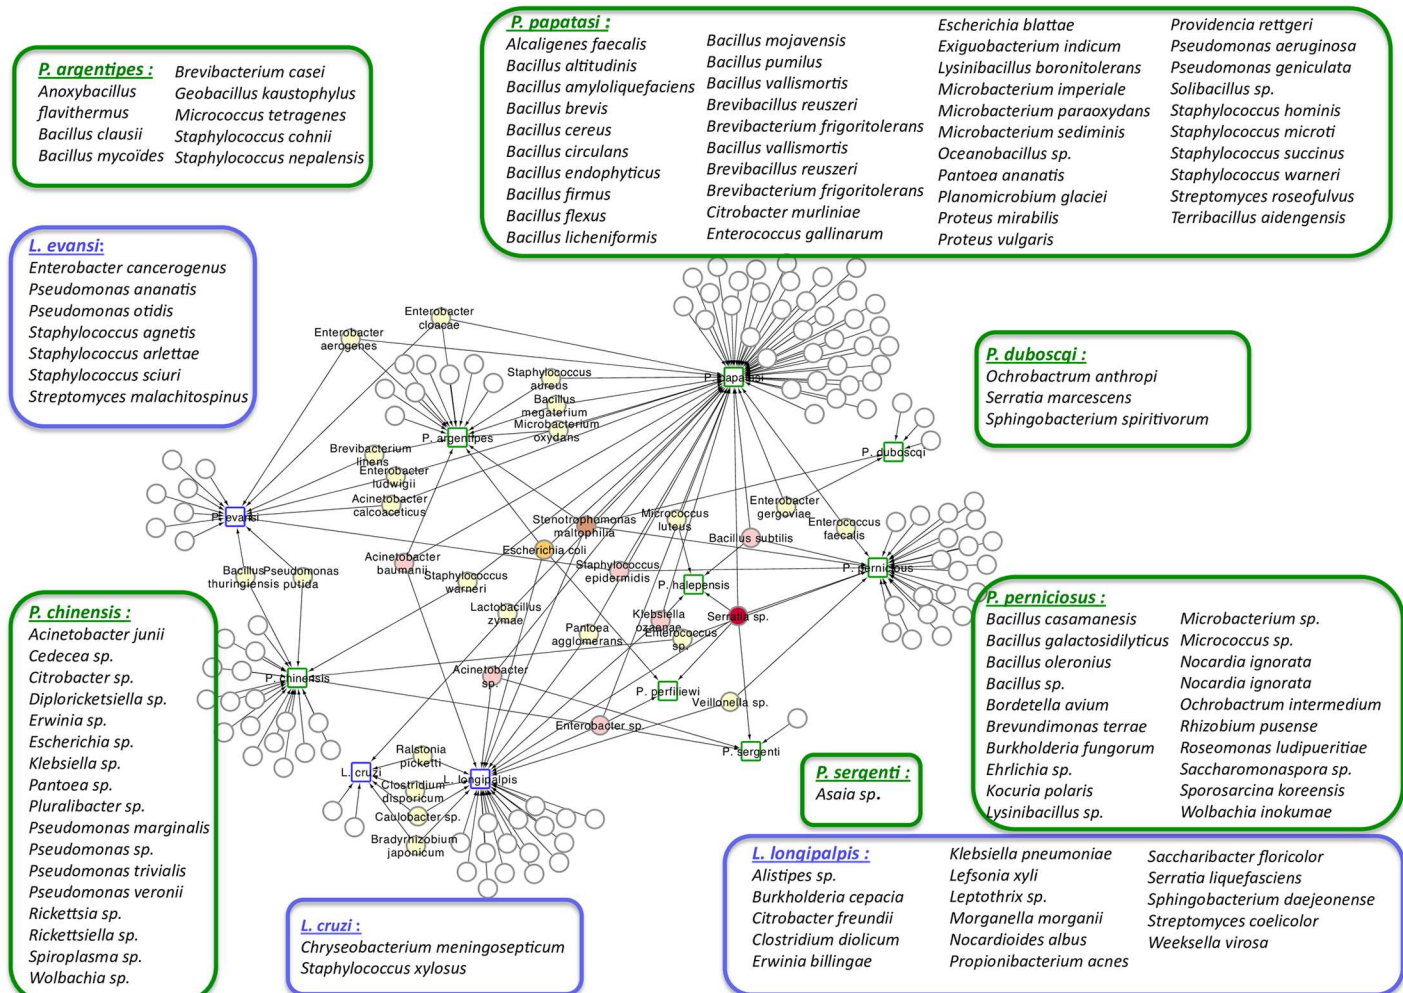 P. papatasi :
Alcaligenes faecalis
Bacillus altitudinis
Bacillus amyloliquefaciens
Bacillus brevis
Bacillus cereus
Bacillus circulans
Bacillus endophyticus
Bacillus firmus
Bacillus flexus
Bacillus licheniformis
Bacillus mojavensis
Bacillus pumilus
Bacillus vallismortis
Brevibacillus reuszeri
Brevibacterium frigoritolerans
Bacillus vallismortis
Brevibacillus reuszeri
Brevibacterium frigoritolerans
Citrobacter murliniae
Enterococcus gallinarum
Escherichia blattae
Exiguobacterium indicum
Lysinibacillus boronitolerans
Microbacterium imperiale
Microbacterium paraoxydans
Microbacterium sediminis
Oceanobacillus sp.
Pantoea ananatis
Planomicrobium glaciei
Proteus mirabilis
Proteus vulgaris
Providencia rettgeri
Pseudomonas aeruginosa
Pseudomonas geniculata
Solibacillus sp.
Staphylococcus hominis
Staphylococcus microti
Staphylococcus succinus
Staphylococcus warneri
Streptomyces roseofulvus
Terribacillus aidengensis
P. argentipes :
Anoxybacillus
flavithermus
Bacillus clausii
Bacillus mycoïdes
Brevibacterium casei
Geobacillus kaustophylus
Micrococcus tetragenes
Staphylococcus cohnii
Staphylococcus nepalensis
L. evansi:
Enterobacter cancerogenus
Pseudomonas ananatis
Pseudomonas otidis
Staphylococcus agnetis
Staphylococcus arlettae
Staphylococcus sciuri
Streptomyces malachitospinus
Enterobacter
cloacae
Enterobacter
aerogenes
Staphylococcus
aureus
Bacillus
megaterium
Microbacterium
oxydans
P. papatasi
P. argentipes
Brevibacterium
linens
Enterobacter
ludwigii
Acinetobacter
calcoaceticus
P. evansi
P. duboscqi
P. duboscqi :
Ochrobactrum anthropi
Serratia marcescens
Sphingobacterium spiritivorum
Stenotrophomonas
maltophilia
Micrococcus
luteus
Enterobacter
gergoviae
Enterococcus
faecalis
Bacillus subtilis
Escherichia coli
Acinetobacter
baumanii
Staphylococcus
epidermidis
Staphylococcus
warneri
P. halepensis
P. pernicious
Bacillus
thuringiensis
Pseudomonas
putida
Lactobacillus
zymae
Pantoea
agglomerans
Klebsiella
ozaenae
Enterococcus
sp.
Serratia sp.
P. chinensis
Acinetobacter
sp.
P. perfiliewi
Veillonella sp.
Enterobacter sp.
P. sergenti
Ralstonia
picketti
L. cruzi
L. longipalpis
Clostridium
disporicum
Caulobacter sp.
Bradyrhizobium
japonicum
P. chinensis :
Acinetobacter junii
Cedecea sp.
Citrobacter sp.
Diploricketsiella sp.
Erwinia sp.
Escherichia sp.
Klebsiella sp.
Pantoea sp.
Pluralibacter sp.
Pseudomonas marginalis
Pseudomonas sp.
Pseudomonas trivialis
Pseudomonas veronii
Rickettsia sp.
Rickettsiella sp.
Spiroplasma sp.
Wolbachia sp.
P. perniciosus :
Bacillus casamanesis
Bacillus galactosidilyticus
Bacillus oleronius
Bacillus sp.
Bordetella avium
Brevundimonas terrae
Burkholderia fungorum
Ehrlichia sp.
Kocuria polaris
Lysinibacillus sp.
Microbacterium sp.
Micrococcus sp.
Nocardia ignorata
Nocardia ignorata
Ochrobactrum intermedium
Rhizobium pusense
Roseomonas ludipueritiae
Saccharomonaspora sp.
Sporosarcina koreensis
Wolbachia inokumae
P. sergenti :
Asaia sp.
L. cruzi :
Chryseobacterium meningosepticum
Staphylococcus xylosus
L. longipalpis :
Alistipes sp.
Burkholderia cepacia
Citrobacter freundii
Clostridium diolicum
Erwinia billingae
Klebsiella pneumoniae
Lefsonia xyli
Leptothrix sp.
Morganella morganii
Nocardioides albus
Propionibacterium acnes
Saccharibacter floricolor
Serratia liquefasciens
Sphingobacterium daejeonense
Streptomyces coelicolor
Weeksella virosa